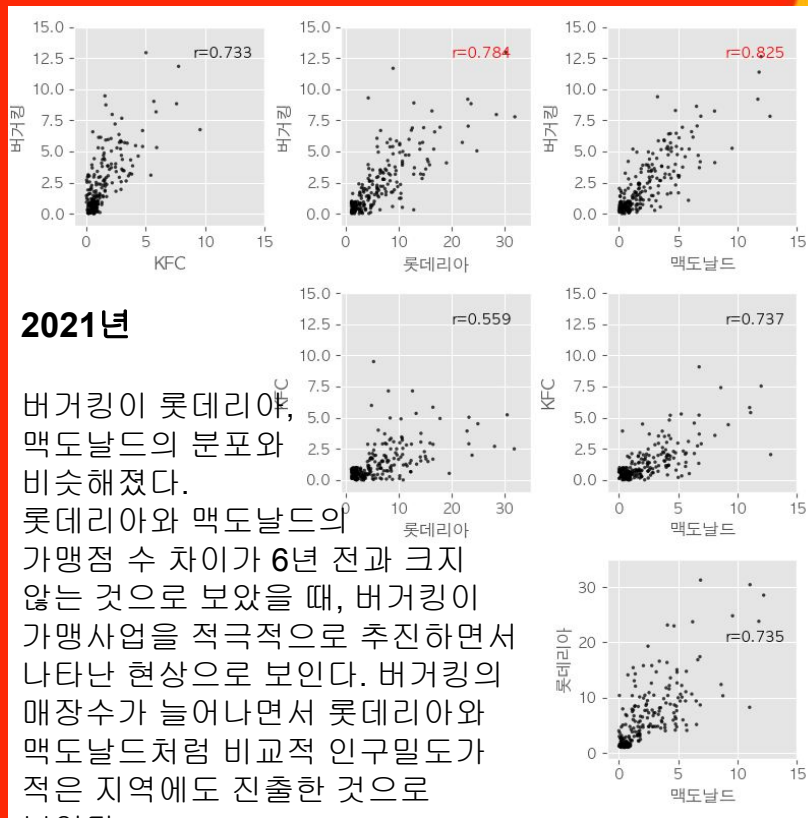 15.0
12.5
10.0
7.5
5.0
2.5
0.0
버거킹
r=0.733
0 5 10 15
KFC
15.0
12.5
10.0
7.5
5.0
2.5
0.0
버거킹
r=0.784
0 10 20 30
롯데리아
15.0
12.5
10.0
7.5
5.0
2.5
0.0
버거킹
r=0.825
0 5 10 15
맥도날드
2021년
버거킹이 롯데리아,
맥도날드의 분포와
비슷해졌다.
롯데리아와 맥도날드의
가맹점 수 차이가 6년 전과 크지
않는 것으로 보았을 때, 버거킹이
가맹사업을 적극적으로 추진하면서
나타난 현상으로 보인다. 버거킹의
매장수가 늘어나면서 롯데리아와
맥도날드처럼 비교적 인구밀도가
적은 지역에도 진출한 것으로
15.0
12.5
10.0
7.5
5.0
2.5
0.0
KFC
r=0.559
0 10 20 30
롯데리아
15.0
12.5
10.0
7.5
5.0
2.5
0.0
KFC
r=0.737
0 5 10 15
맥도날드
30
20
10
0
롯데리아
r=0.735
0 5 10 15
맥도날드